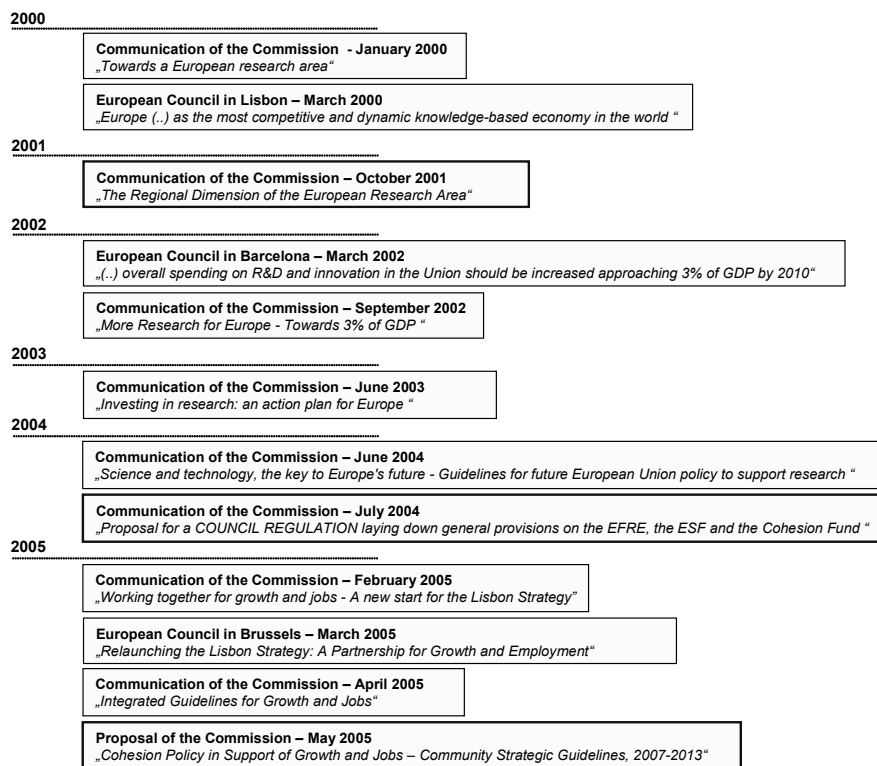 2000
Communication of the Commission - January 2000
„Towards a European research area“
European Council in Lisbon – March 2000
„Europe (..) as the most competitive and dynamic knowledge-based economy in the world “
2001
Communication of the Commission – October 2001
„The Regional Dimension of the European Research Area“
2002
European Council in Barcelona – March 2002
„(..) overall spending on R&D and innovation in the Union should be increased approaching 3% of GDP by 2010“
Communication of the Commission – September 2002
„More Research for Europe - Towards 3% of GDP “
2003
Communication of the Commission – June 2003
„Investing in research: an action plan for Europe “
2004
Communication of the Commission – June 2004
„Science and technology, the key to Europe's future - Guidelines for future European Union policy to support research “
Communication of the Commission – July 2004
„Proposal for a COUNCIL REGULATION laying down general provisions on the EFRE, the ESF and the Cohesion Fund “
2005
Communication of the Commission – February 2005
„Working together for growth and jobs - A new start for the Lisbon Strategy”
European Council in Brussels – March 2005
„Relaunching the Lisbon Strategy: A Partnership for Growth and Employment“
Communication of the Commission – April 2005
„Integrated Guidelines for Growth and Jobs“
Proposal of the Commission – May 2005
„Cohesion Policy in Support of Growth and Jobs – Community Strategic Guidelines, 2007-2013“